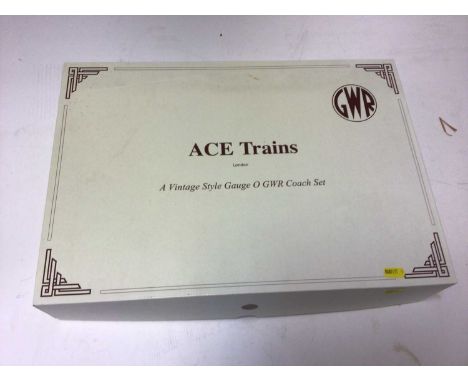 GWR
ACE Trains
London
A Vintage Style Gauge O GWR Coach Set